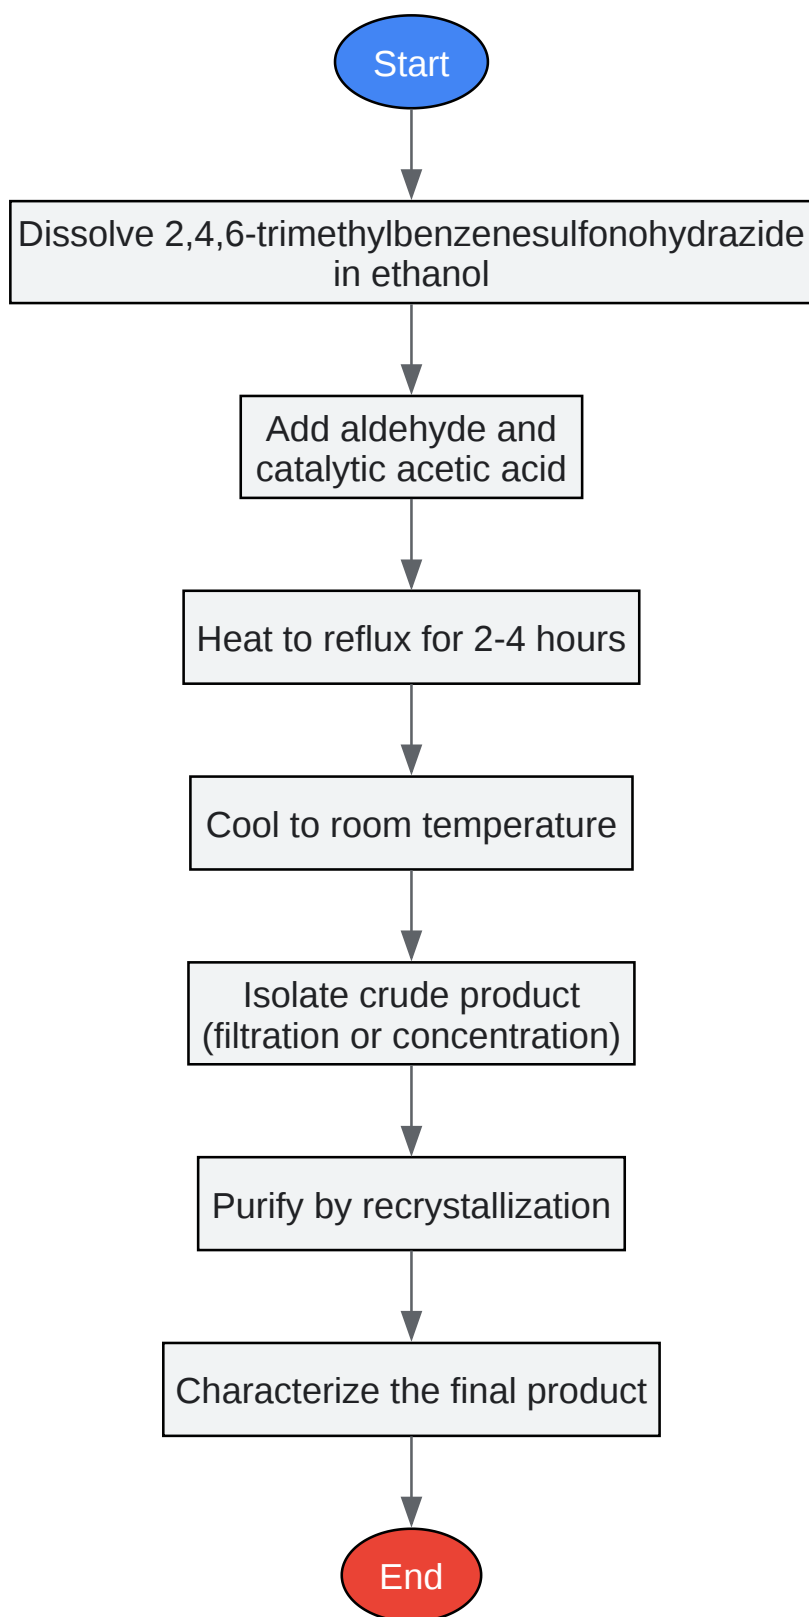 Start
Dissolve 2,4,6-trimethylbenzenesulfonohydrazide
in ethanol
Add aldehyde and
catalytic acetic acid
Heat to reflux for 2-4 hours
Cool to room temperature
Isolate crude product
(filtration or concentration)
Purify by recrystallization
Characterize the final product
End